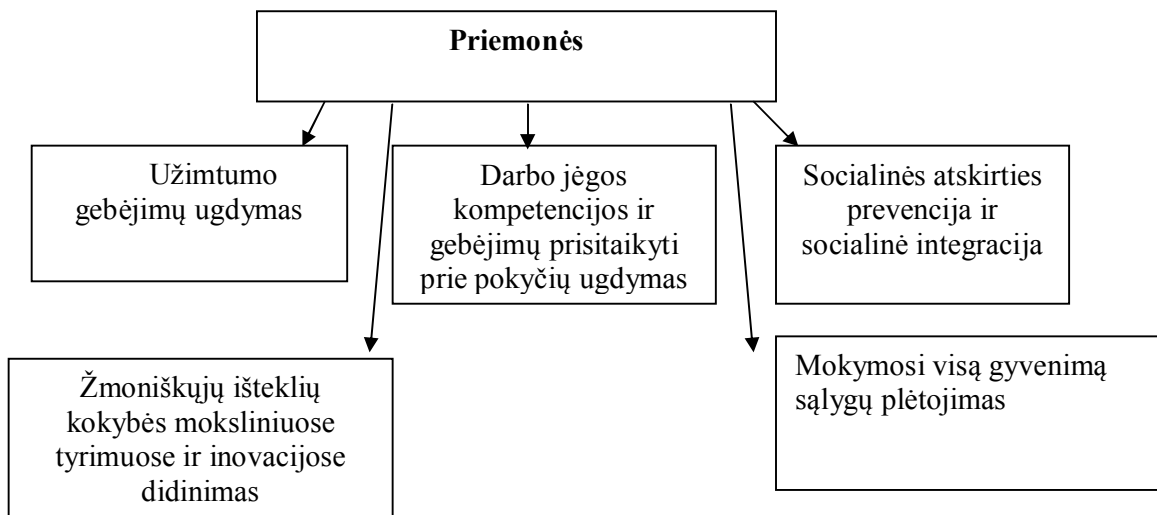 Priemonės
Užimtumo
gebėjimų ugdymas
Darbo jėgos
kompetencijos ir
gebėjimų prisitaikyti
prie pokyčių ugdymas
Socialinės atskirties
prevencija ir
socialinė integracija
Žmoniškųjų išteklių
kokybės moksliniuose
tyrimuose ir inovacijose
didinimas
Mokymosi visą gyvenimą
sąlygų plėtojimas